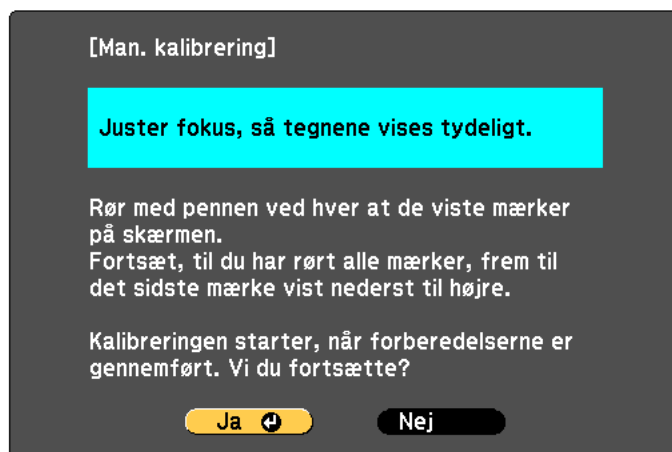 [Man. kalibrering]
Juster fokus, så tegnene vises tydeligt.
Rør med pennen ved hver at de viste mærker
på skærmen.
Fortsæt, til du har rørt alle mærker, frem til
det sidste mærke vist nederst til højre.
Kalibreringen starter, når forberedelserne er
gennemført. Vi du fortsætte?
Ja Nej